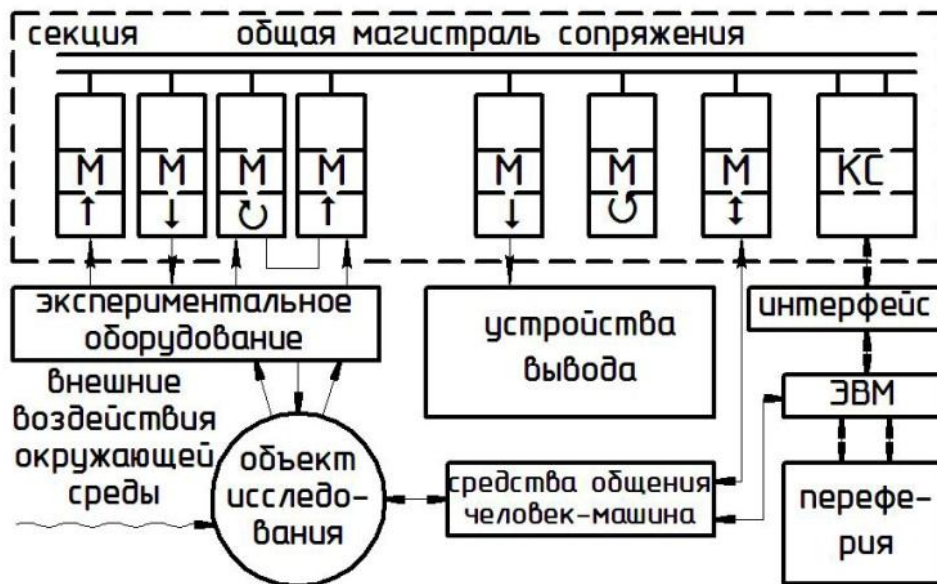 секция общая магистраль сопряжения
М М М М М М М КС
экспериментальное
оборудование
устройства
вывода
интерфейс
ЭВМ
внешние
воздействия
окружающей
среды
объект
исследо-
вания
средства общения
человек-машина
перефе-
рия